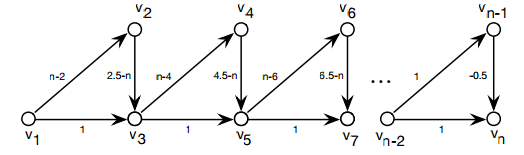 v2 v4 v6 vn-1
n-2 2.5-n n-4 4.5-n n-6 6.5-n ... 1 -0.5
v1 1 v3 1 v5 1 v7 vn-2 1 vn